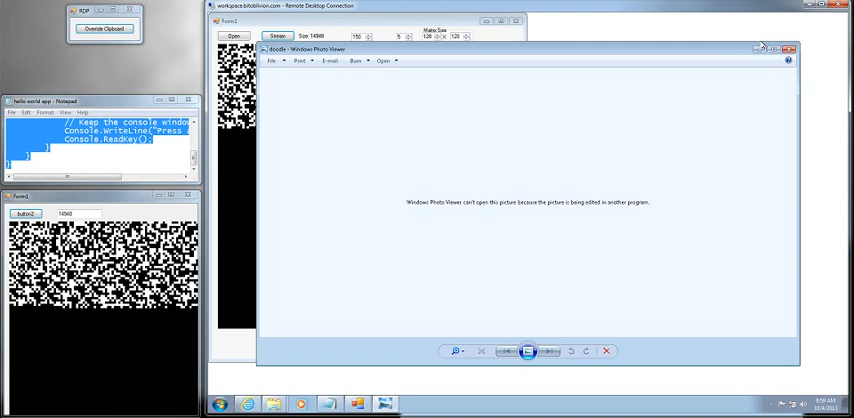 RDP
Override Clipboard
workspace.bitoblivion.com - Remote Desktop Connection
Form1
Open Stream Size: 14940 150 5 Matrix Size
128 X 128
doodle - Windows Photo Viewer
File Print E-mail Burn Open
Windows Photo Viewer can't open this picture because the picture is being edited in another program.
hello world app - Notepad
File Edit Format View Help
// Keep the console window
Console.WriteLine("Press a
Console.ReadKey();
}
}
}
Form1
button2 14940
8:59 AM
10/4/2013